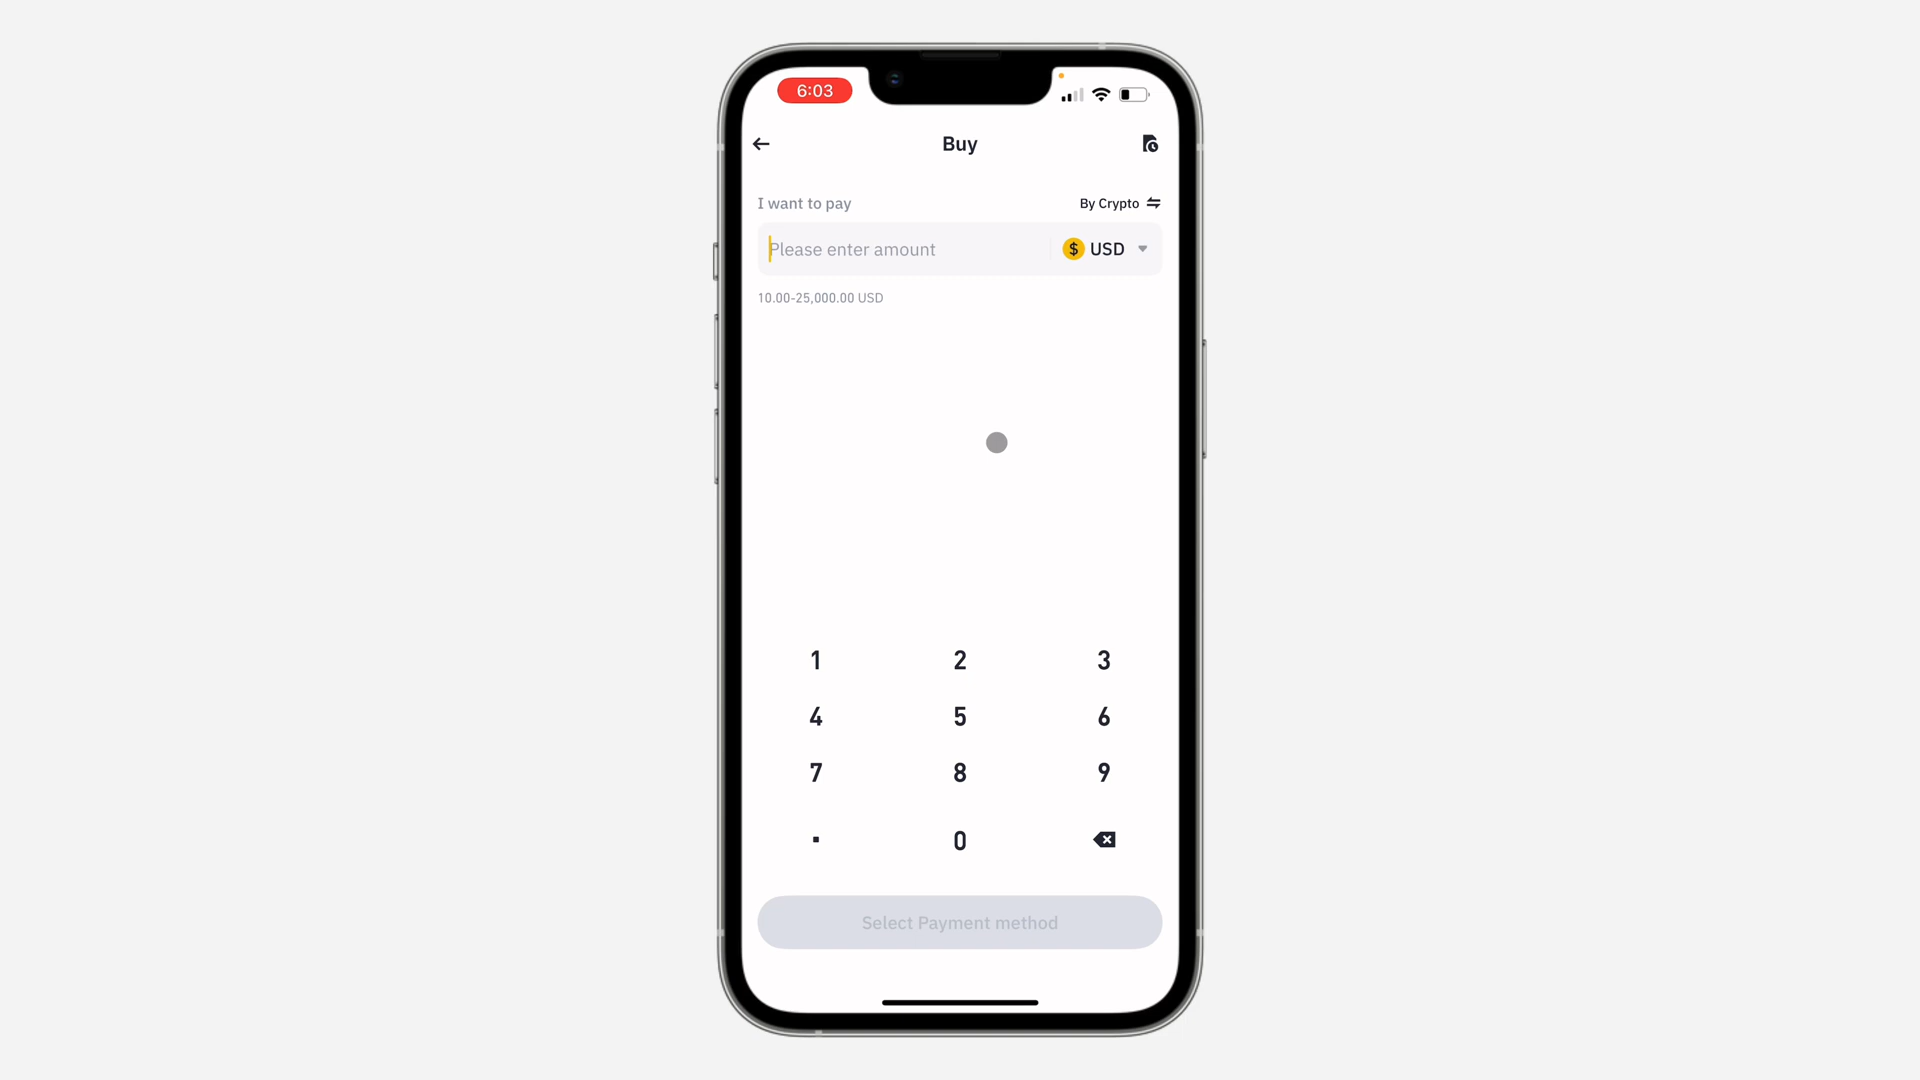 6:03
Buy
I want to pay
By Crypto
Please enter amount
$ USD
10.00-25,000.00 USD
1 2 3
4 5 6
7 8 9
. 0
Select Payment method